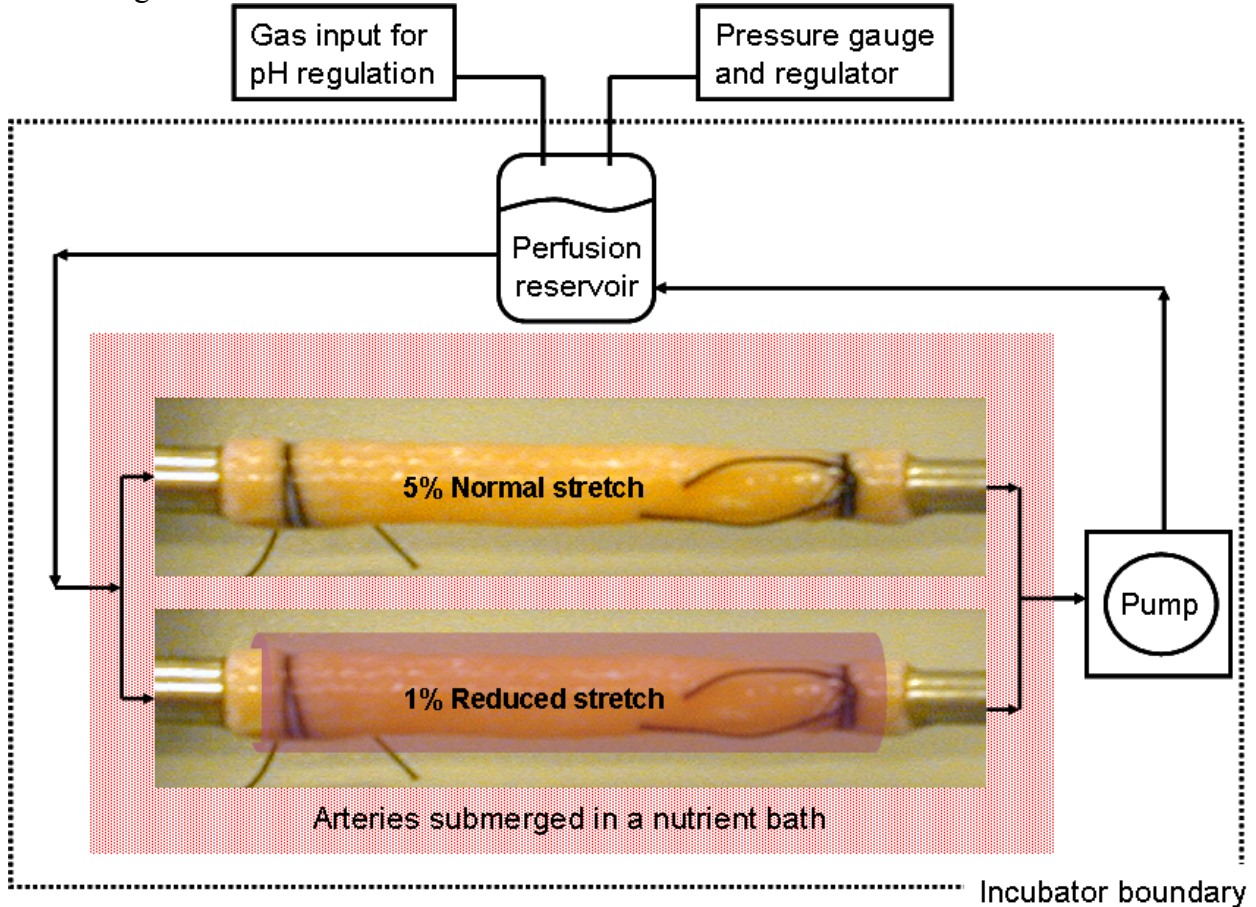 Gas input for
pH regulation
Pressure gauge
and regulator
Perfusion
reservoir
5% Normal stretch
1% Reduced stretch
Pump
Arteries submerged in a nutrient bath
Incubator boundary